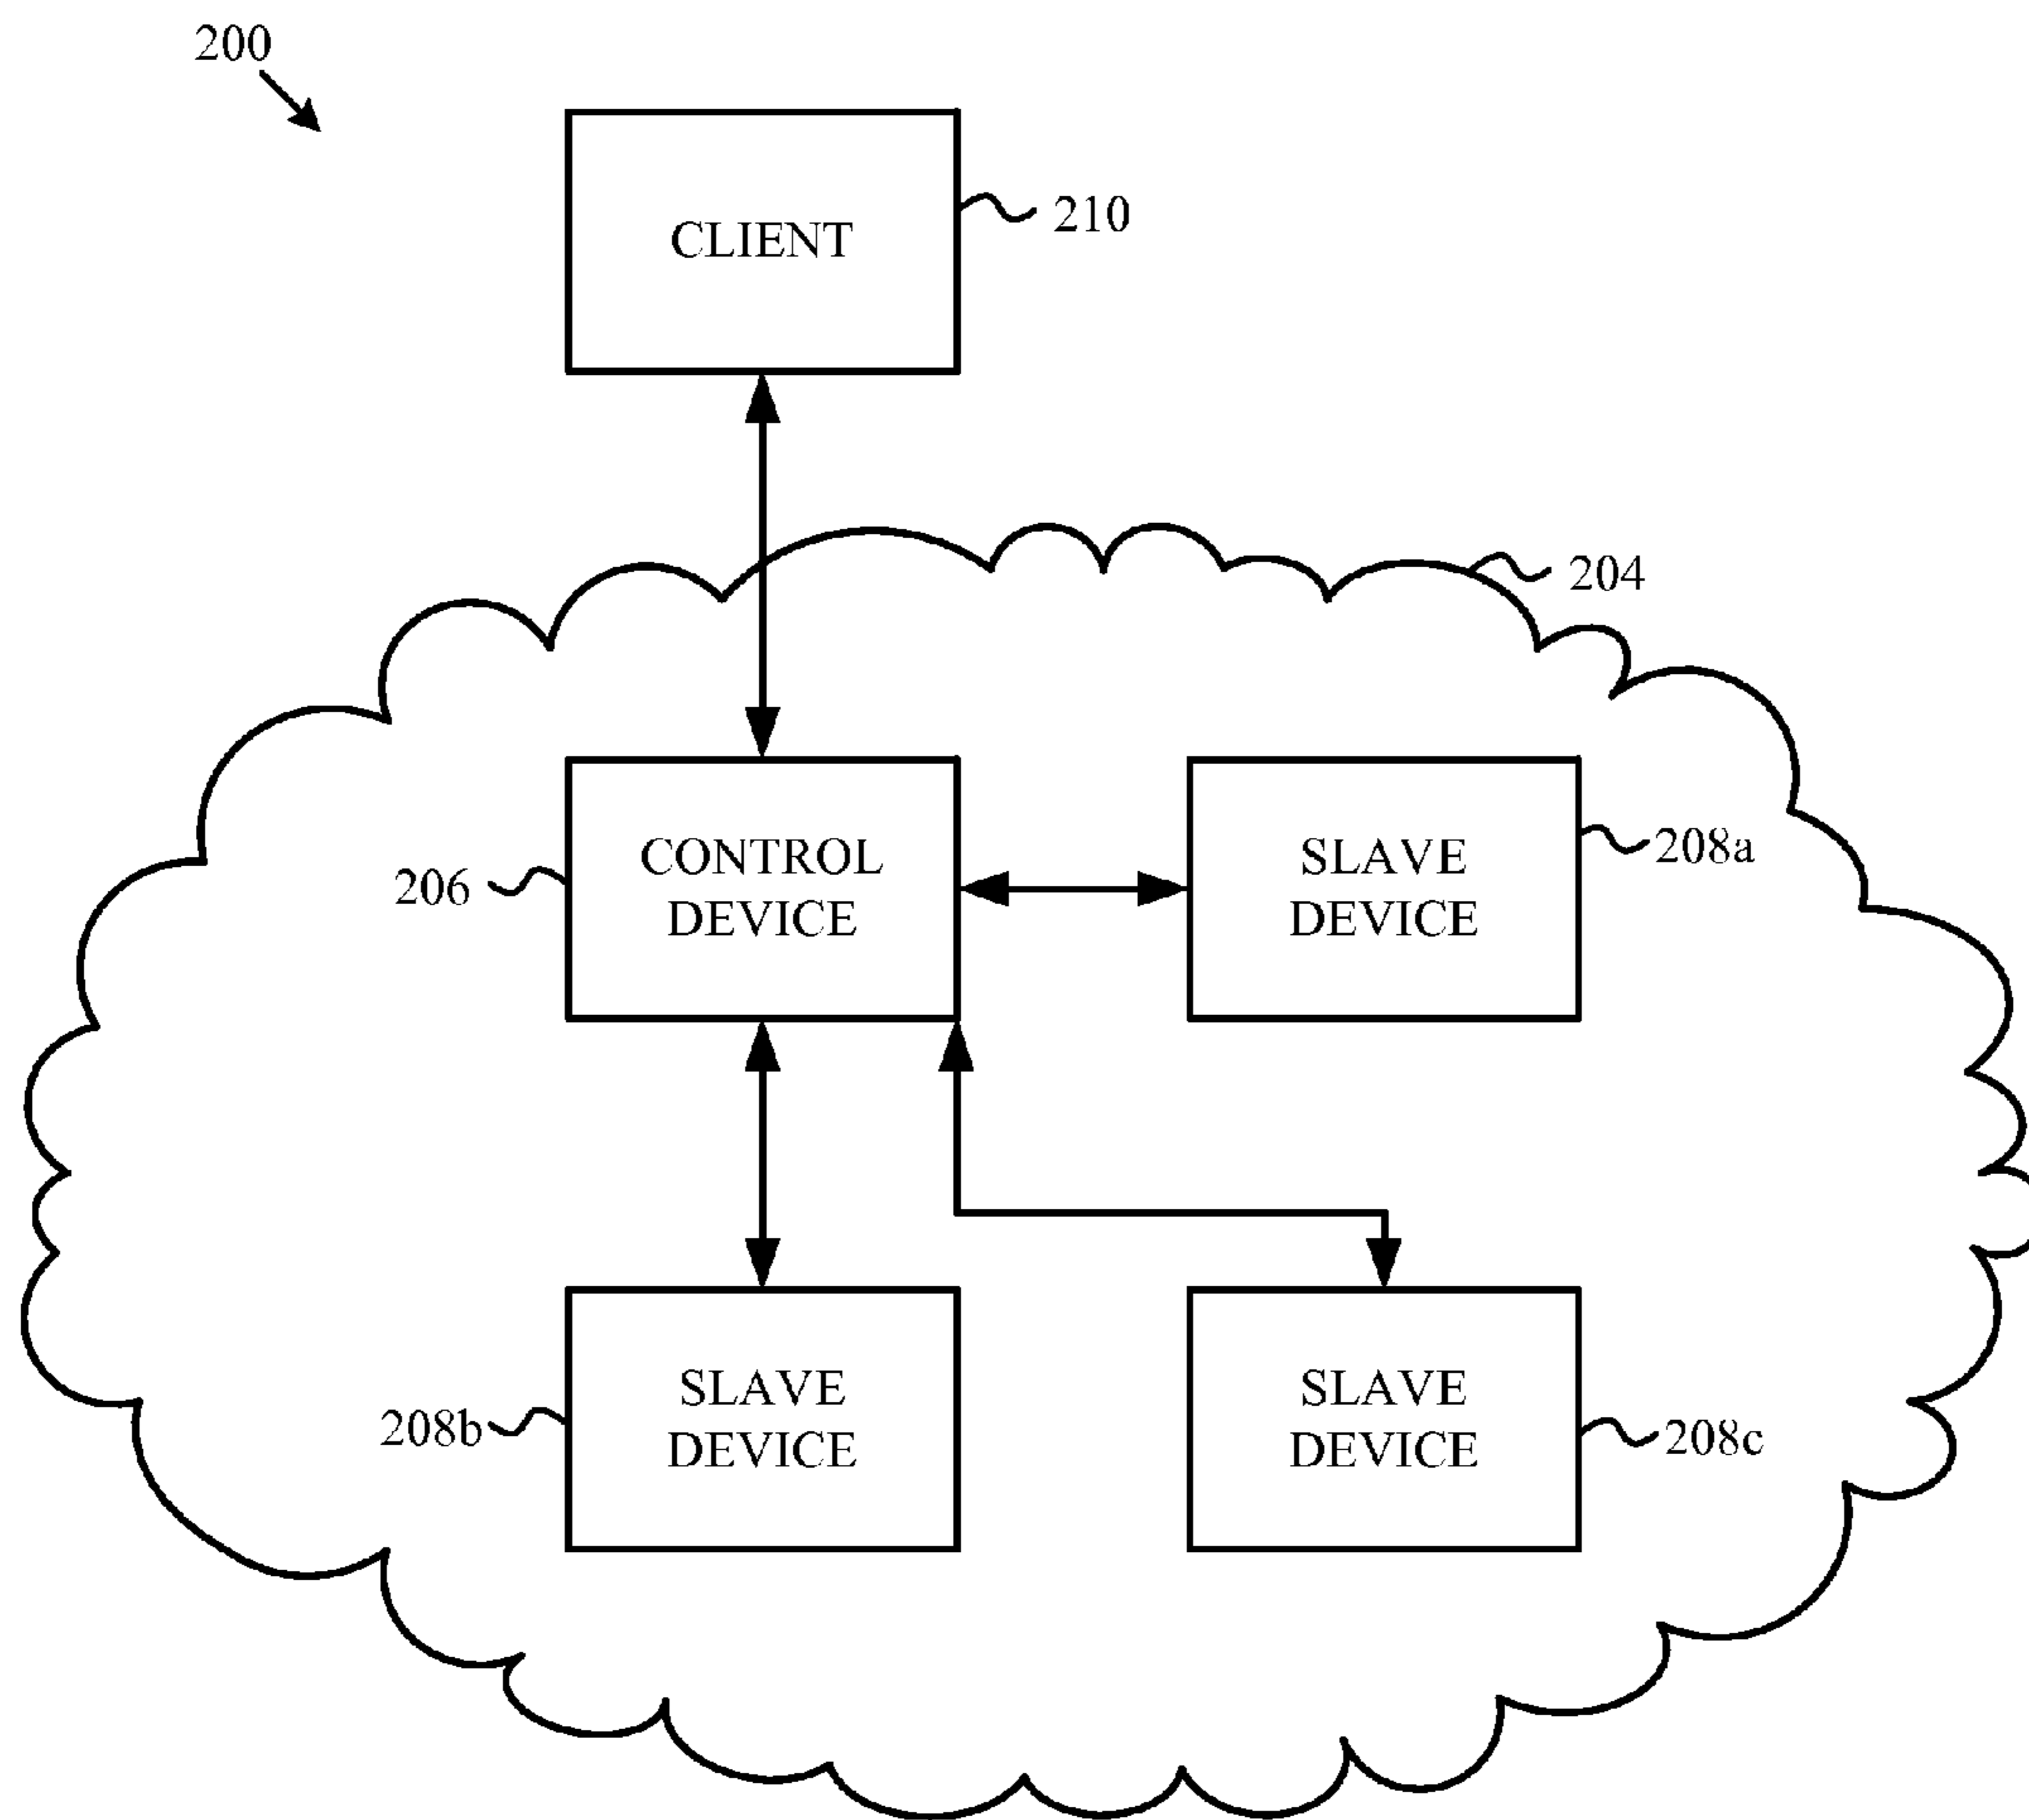 200
CLIENT
210
204
CONTROL
DEVICE
206
SLAVE
DEVICE
208a
SLAVE
DEVICE
208b
SLAVE
DEVICE
208c